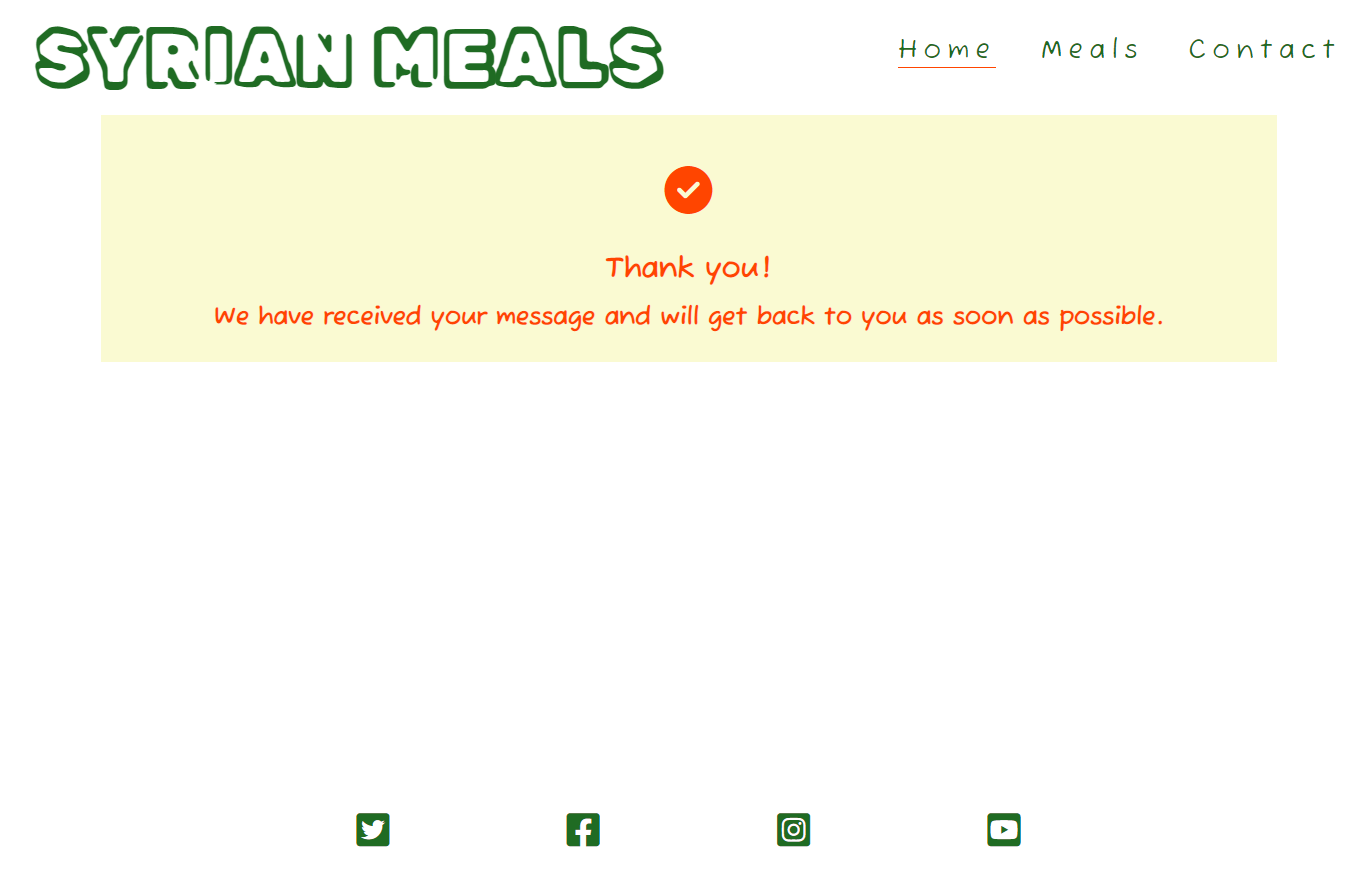 SYRIAN MEALS
Home Meals Contact
Thank you!
We have received your message and will get back to you as soon as possible.